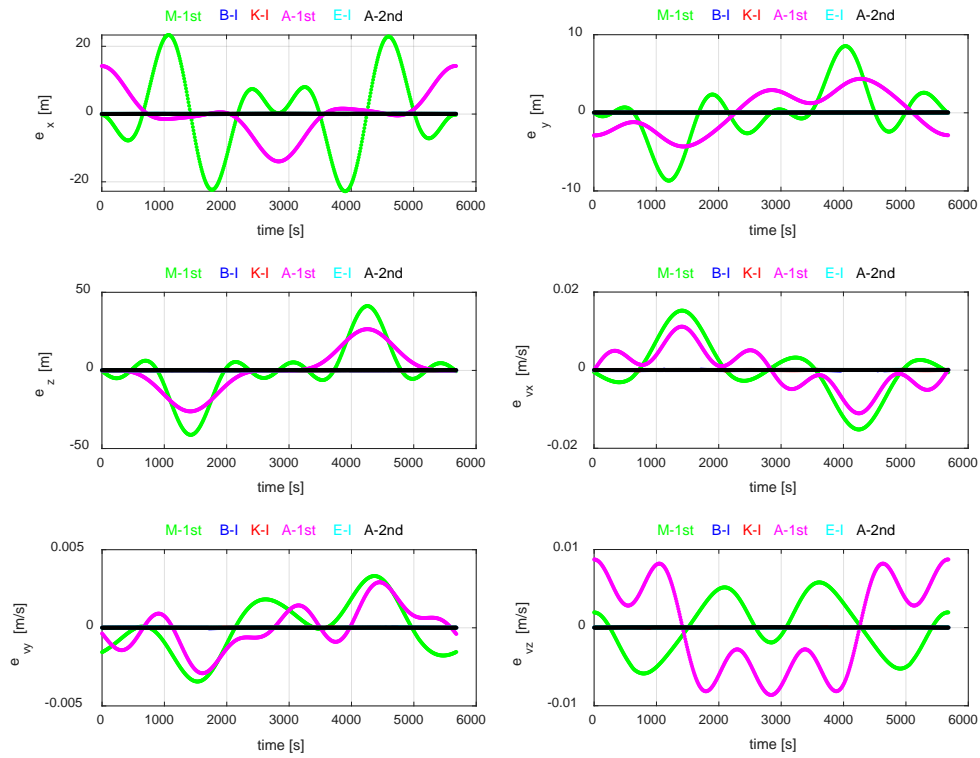 M-1st B-I K-I A-1st E-I A-2nd
20
0
-20
e x [m]
0 1000 2000 3000 4000 5000 6000
time [s]
M-1st B-I K-I A-1st E-I A-2nd
10
0
-10
e y [m]
0 1000 2000 3000 4000 5000 6000
time [s]
M-1st B-I K-I A-1st E-I A-2nd
50
0
-50
e z [m]
0 1000 2000 3000 4000 5000 6000
time [s]
M-1st B-I K-I A-1st E-I A-2nd
0.02
0
-0.02
e vx [m/s]
0 1000 2000 3000 4000 5000 6000
time [s]
M-1st B-I K-I A-1st E-I A-2nd
0.005
0
-0.005
e vy [m/s]
0 1000 2000 3000 4000 5000 6000
time [s]
M-1st B-I K-I A-1st E-I A-2nd
0.01
0
-0.01
e vz [m/s]
0 1000 2000 3000 4000 5000 6000
time [s]